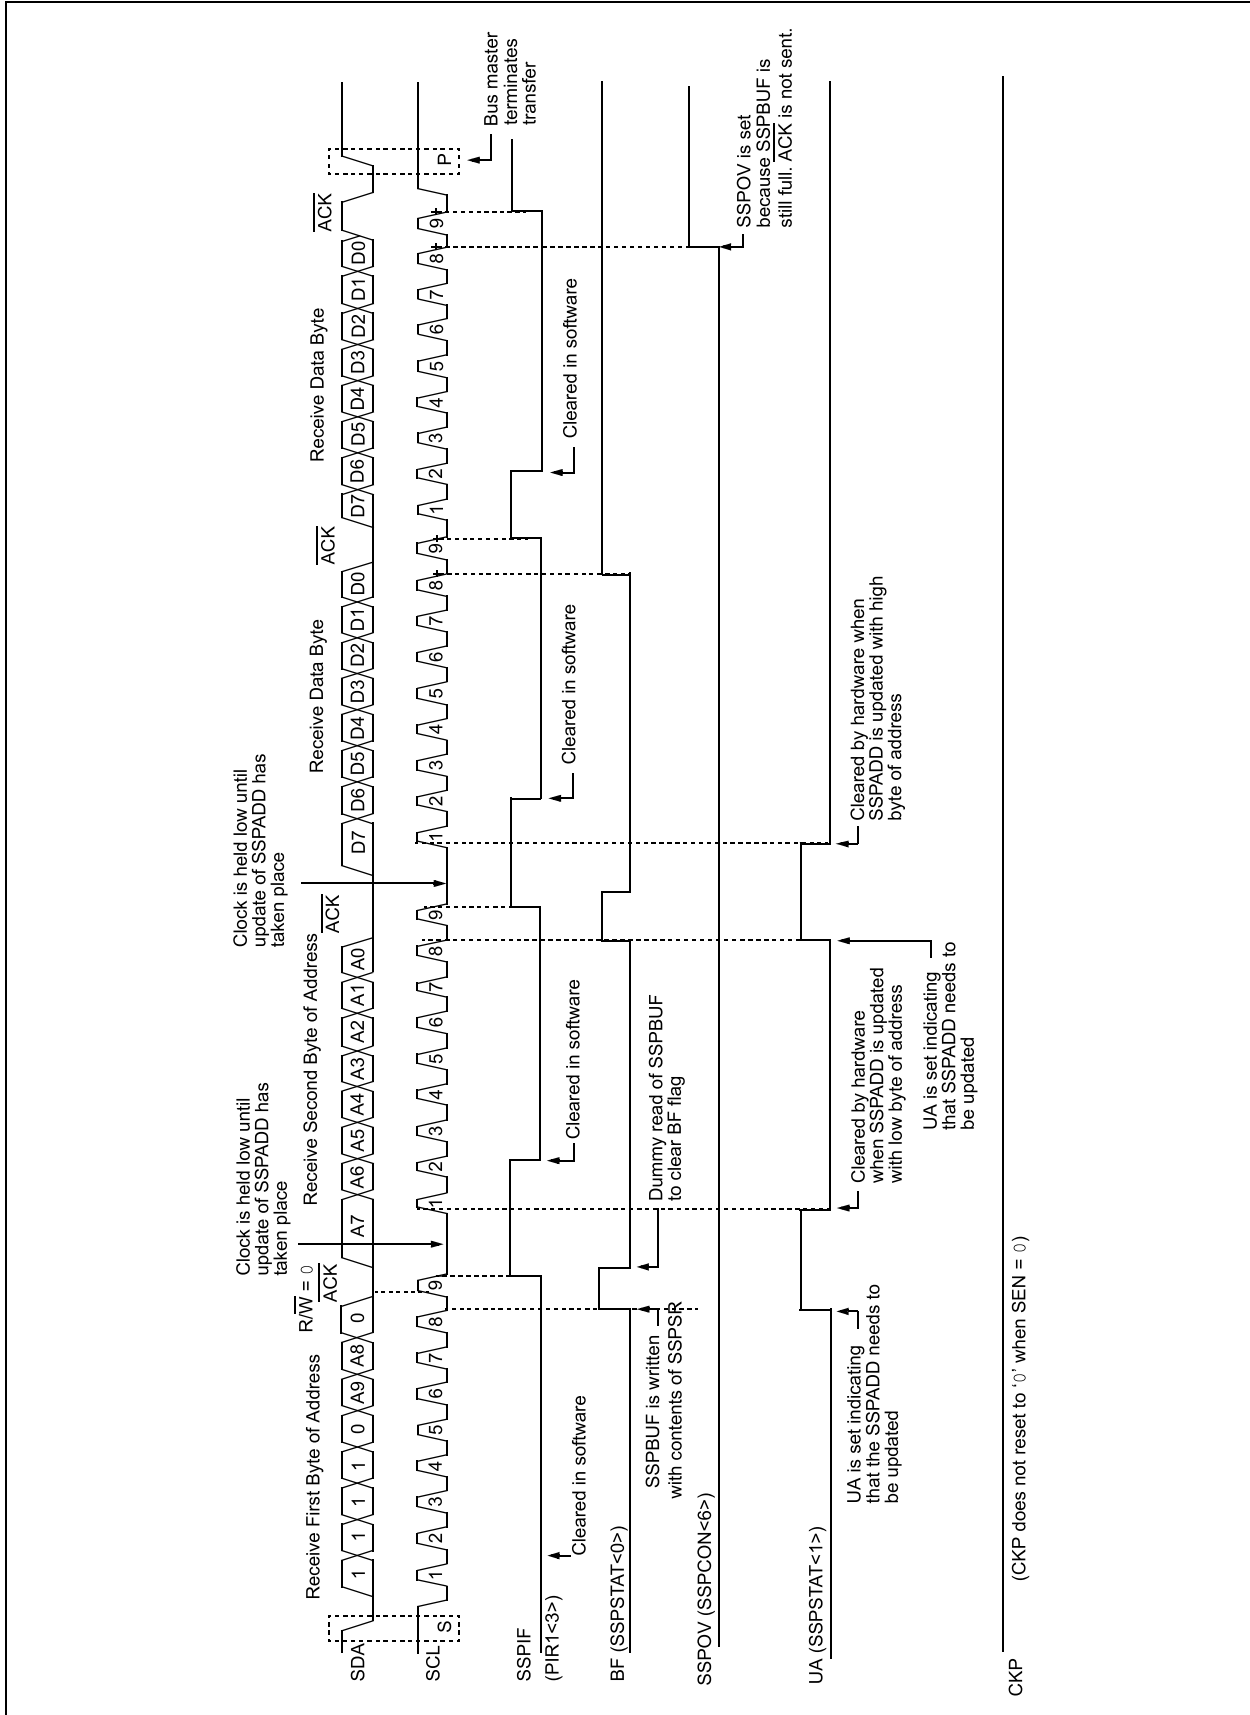 Receive First Byte of Address
R/W = 0
ACK
Clock is held low until
update of SSPADD has
taken place
Receive Second Byte of Address
ACK
Clock is held low until
update of SSPADD has
taken place
Receive Data Byte
ACK
Receive Data Byte
ACK
SDA
1 1 1 1 0 A9 A8 0
A7 A6 A5 A4 A3 A2 A1 A0
D7 D6 D5 D4 D3 D2 D1 D0
D7 D6 D5 D4 D3 D2 D1 D0
SCL
S
1 2 3 4 5 6 7 8 9
1 2 3 4 5 6 7 8 9
1 2 3 4 5 6 7 8 9
1 2 3 4 5 6 7 8 9
P
Bus master
terminates
transfer
SSPIF
(PIR1<3>)
Cleared in software
Cleared in software
Cleared in software
Cleared in software
BF (SSPSTAT<0>)
SSPBUF is written
with contents of SSPSR
Dummy read of SSPBUF
to clear BF flag
SSPOV (SSPCON<6>)
SSPOV is set
because SSPBUF is
still full. ACK is not sent.
UA (SSPSTAT<1>)
UA is set indicating
that the SSPADD needs to
be updated
Cleared by hardware
when SSPADD is updated
with low byte of address
UA is set indicating
that SSPADD needs to
be updated
Cleared by hardware when
SSPADD is updated with high
byte of address
CKP
(CKP does not reset to ‘0’ when SEN = 0)